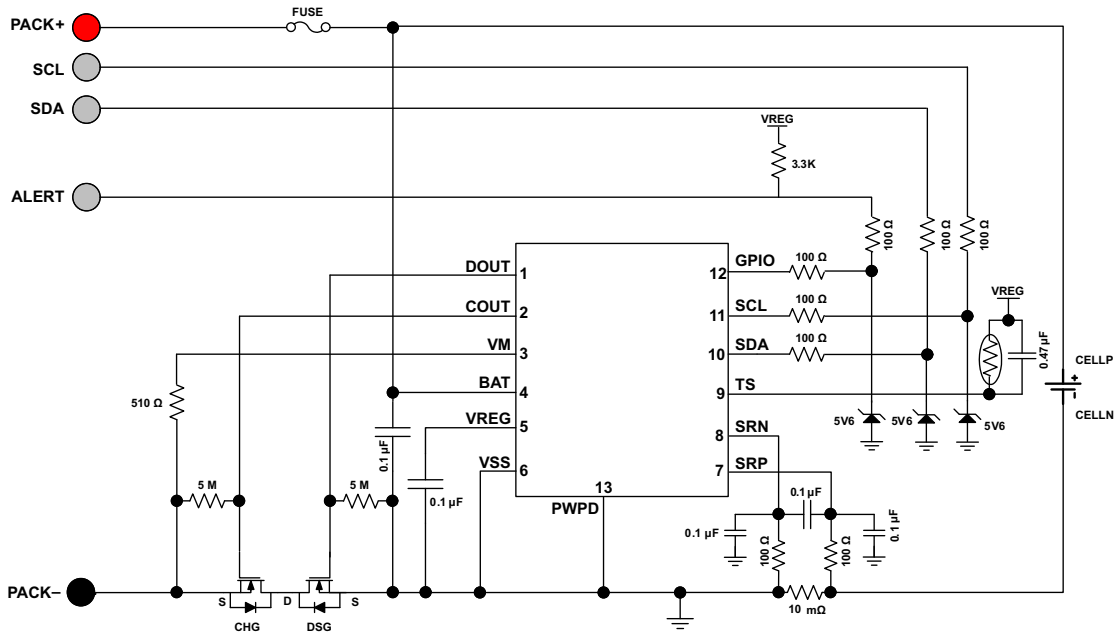 PACK+
FUSE
SCL
SDA
VREG
3.3K
ALERT
100 Ω
100 Ω
100 Ω
DOUT
1
COUT
2
VM
3
BAT
4
VREG
5
VSS
6
13
PWPD
GPIO
12
100 Ω
SCL
11
100 Ω
SDA
10
100 Ω
TS
9
SRN
8
SRP
7
VREG
0.47 µF
CELLP
+
-
CELLN
5V6
5V6
5V6
510 Ω
0.1 µF
5 M
5 M
0.1 µF
0.1 µF
0.1 µF
0.1 µF
100 Ω
100 Ω
10 mΩ
PACK–
S
D
S
CHG
DSG